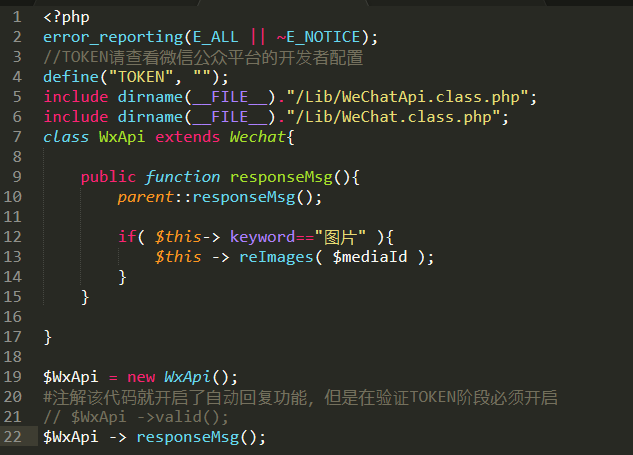 1 <?php
2 error_reporting(E_ALL || ~E_NOTICE);
3 //TOKEN请查看微信公众平台的开发者配置
4 define("TOKEN", "");
5 include dirname(__FILE__)."/Lib/WeChatApi.class.php";
6 include dirname(__FILE__)."/Lib/WeChat.class.php";
7 class WxApi extends Wechat{
8
9 public function responseMsg(){
10 parent::responseMsg();
11
12 if( $this-> keyword=="图片" ){
13 $this -> reImages( $mediaId );
14 }
15 }
16
17 }
18
19 $WxApi = new WxApi();
20 #注解该代码就开启了自动回复功能，但是在验证TOKEN阶段必须开启
21 // $WxApi ->valid();
22 $WxApi -> responseMsg();